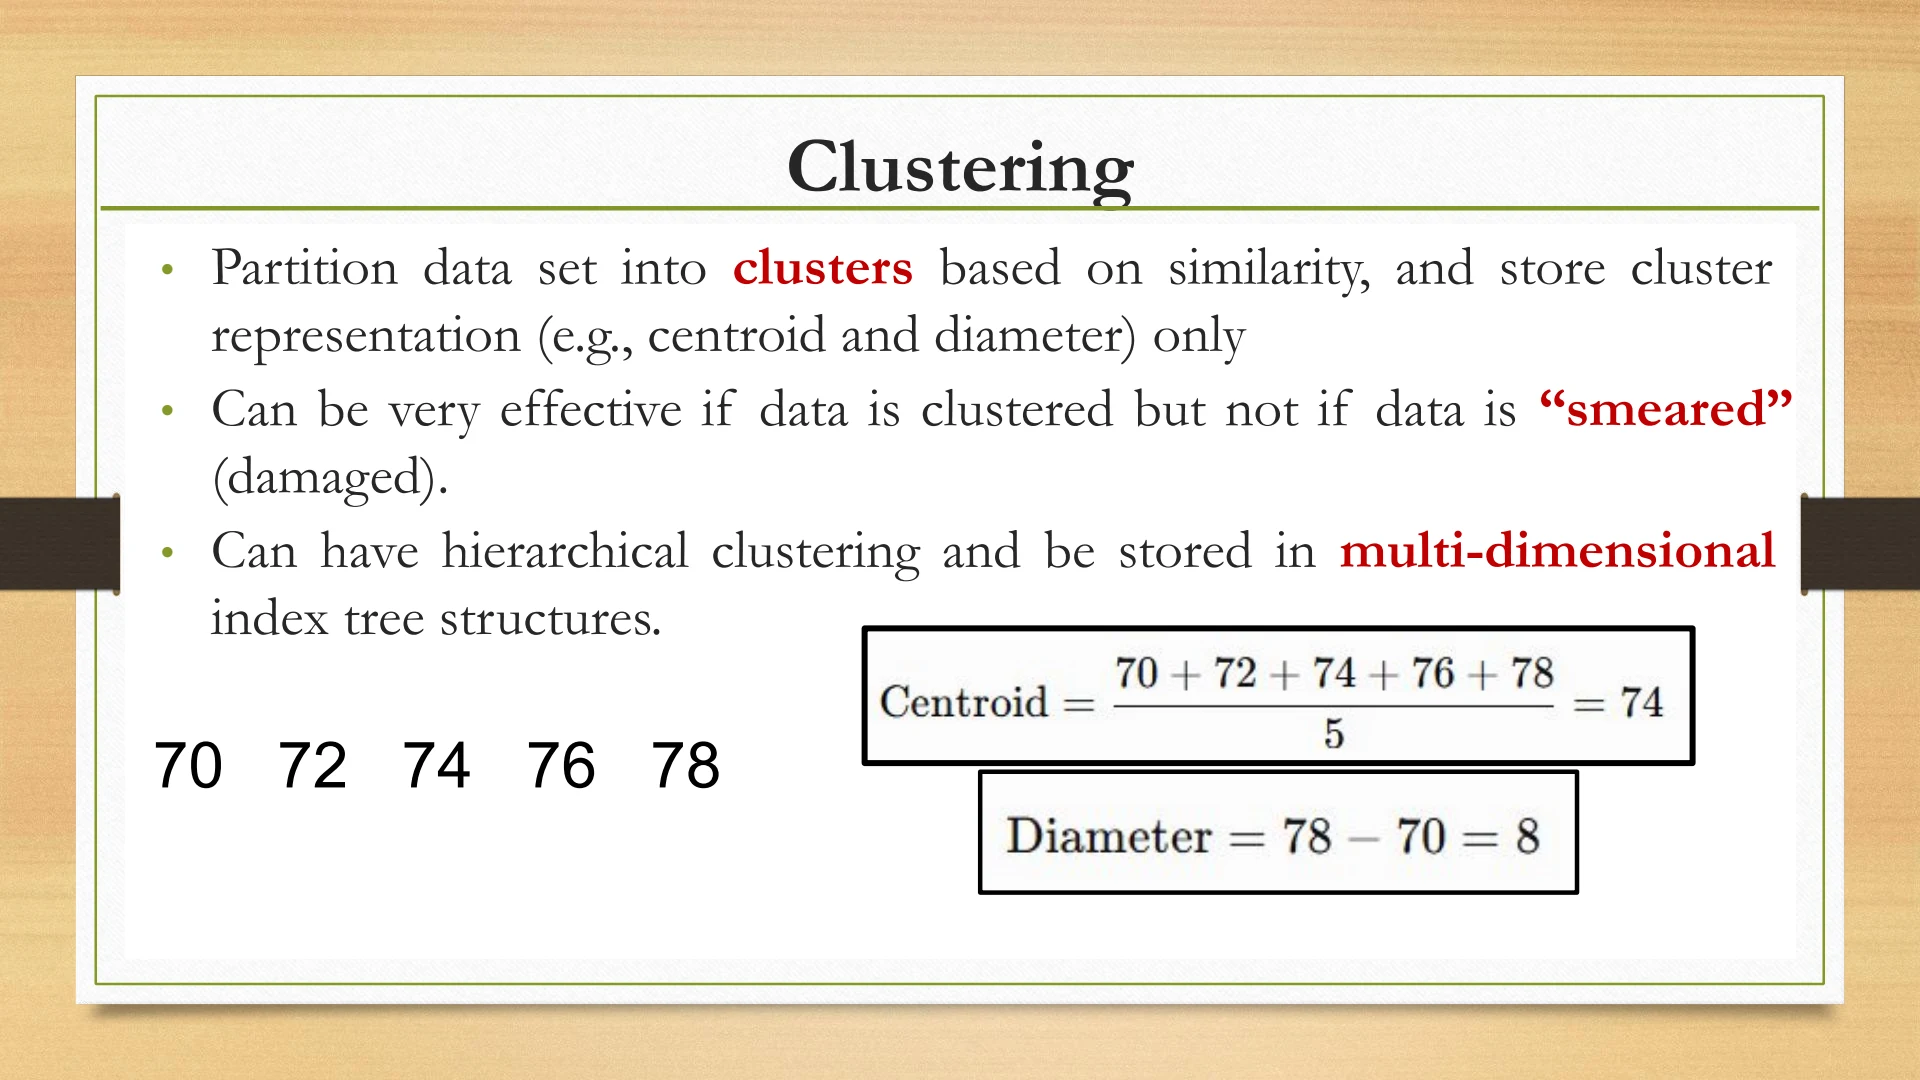 Clustering
• Partition data set into clusters based on similarity, and store cluster
representation (e.g., centroid and diameter) only
• Can be very effective if data is clustered but not if data is “smeared”
(damaged).
• Can have hierarchical clustering and be stored in multi-dimensional
index tree structures.
Centroid = (70 + 72 + 74 + 76 + 78) / 5 = 74
70 72 74 76 78
Diameter = 78 − 70 = 8